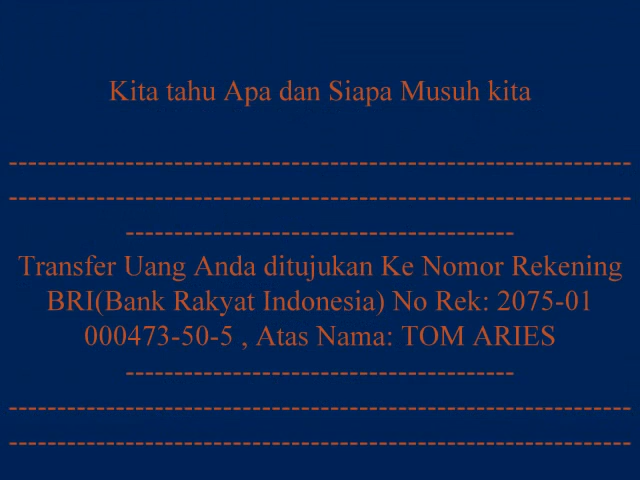 Kita tahu Apa dan Siapa Musuh kita
----------------------------------------------------------------
----------------------------------------------------------------
----------------------------------------
Transfer Uang Anda ditujukan Ke Nomor Rekening
BRI(Bank Rakyat Indonesia) No Rek: 2075-01
000473-50-5 , Atas Nama: TOM ARIES
----------------------------------------
----------------------------------------------------------------
----------------------------------------------------------------